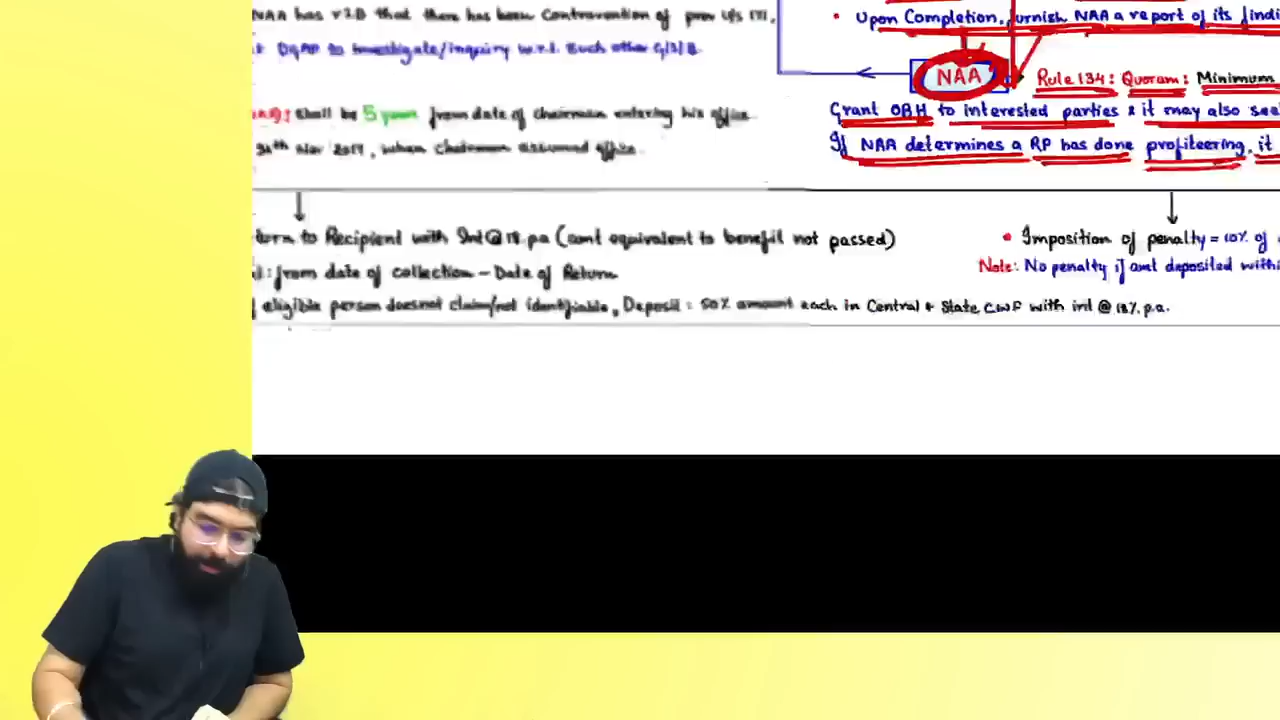 NAA has r2B that there has been Contravention of prov U/s 171,
DGAP to investigate/inquiry w.r.t. Such other G/S/B.
shall be 5 years from date of chairman entering his office
Nov 2017, when Chairman assumed office.
• Upon Completion, furnish NAA a report of its findi
NAA
Rule 134: Quoram: Minimum
Grant OBH to interested parties & it may also see
If NAA determines a RP has done profiteering, it
turn to Recipient with Int @ 18.pa (amt equivalent to benefit not passed)
: from date of collection - Date of Return
eligible person doesnot claim/not identifiable, Deposit : 50% amount each in Central + State CWF with int @ 18%.p.a.
• Imposition of penalty = 10% of
Note: No penalty if amt deposited withi